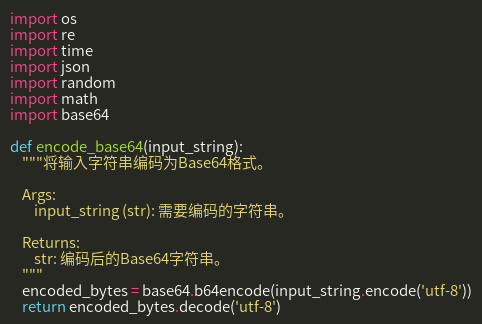 import os
import re
import time
import json
import random
import math
import base64

def encode_base64(input_string):
    """将输入字符串编码为Base64格式。

    Args:
        input_string (str): 需要编码的字符串。

    Returns:
        str: 编码后的Base64字符串。
    """
    encoded_bytes = base64.b64encode(input_string.encode('utf-8'))
    return encoded_bytes.decode('utf-8')